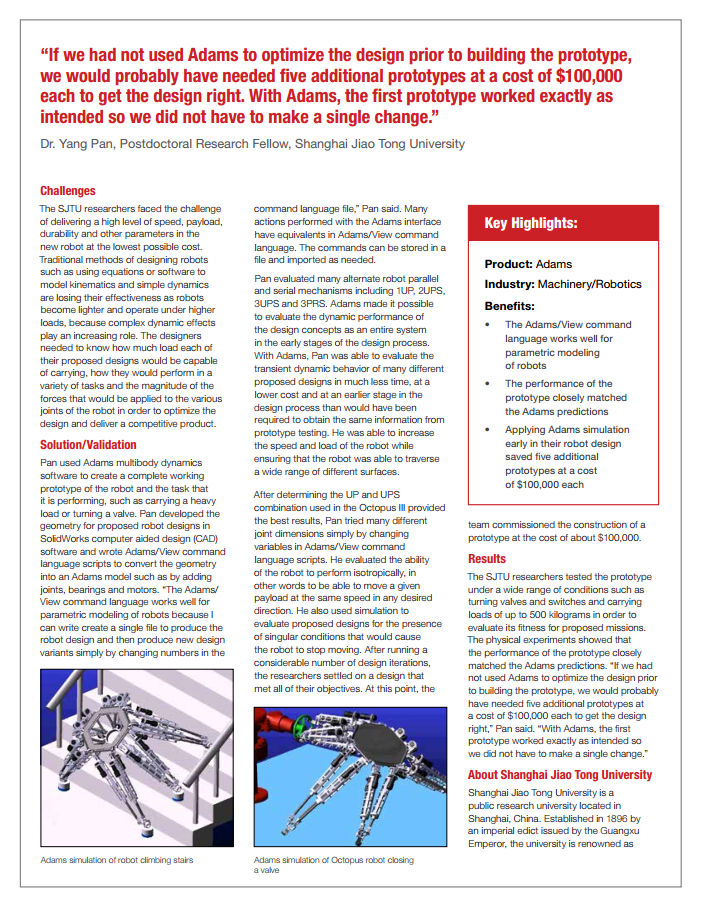 “If we had not used Adams to optimize the design prior to building the prototype,
we would probably have needed five additional prototypes at a cost of $100,000
each to get the design right. With Adams, the first prototype worked exactly as
intended so we did not have to make a single change.”
Dr. Yang Pan, Postdoctoral Research Fellow, Shanghai Jiao Tong University
Challenges
The SJTU researchers faced the challenge
of delivering a high level of speed, payload,
durability and other parameters in the
new robot at the lowest possible cost.
Traditional methods of designing robots
such as using equations or software to
model kinematics and simple dynamics
are losing their effectiveness as robots
become lighter and operate under higher
loads, because complex dynamic effects
play an increasing role. The designers
needed to know how much load each of
their proposed designs would be capable
of carrying, how they would perform in a
variety of tasks and the magnitude of the
forces that would be applied to the various
joints of the robot in order to optimize the
design and deliver a competitive product.
Solution/Validation
Pan used Adams multibody dynamics
software to create a complete working
prototype of the robot and the task that
it is performing, such as carrying a heavy
load or turning a valve. Pan developed the
geometry for proposed robot designs in
SolidWorks computer aided design (CAD)
software and wrote Adams/View command
language scripts to convert the geometry
into an Adams model such as by adding
joints, bearings and motors. “The Adams/
View command language works well for
parametric modeling of robots because I
can write create a single file to produce the
robot design and then produce new design
variants simply by changing numbers in the
Adams simulation of robot climbing stairs
command language file,” Pan said. Many
actions performed with the Adams interface
have equivalents in Adams/View command
language. The commands can be stored in a
file and imported as needed.
Pan evaluated many alternate robot parallel
and serial mechanisms including 1UP, 2UPS,
3UPS and 3PRS. Adams made it possible
to evaluate the dynamic performance of
the design concepts as an entire system
in the early stages of the design process.
With Adams, Pan was able to evaluate the
transient dynamic behavior of many different
proposed designs in much less time, at a
lower cost and at an earlier stage in the
design process than would have been
required to obtain the same information from
prototype testing. He was able to increase
the speed and load of the robot while
ensuring that the robot was able to traverse
a wide range of different surfaces.
After determining the UP and UPS
combination used in the Octopus III provided
the best results, Pan tried many different
joint dimensions simply by changing
variables in Adams/View command
language scripts. He evaluated the ability
of the robot to perform isotropically, in
other words to be able to move a given
payload at the same speed in any desired
direction. He also used simulation to
evaluate proposed designs for the presence
of singular conditions that would cause
the robot to stop moving. After running a
considerable number of design iterations,
the researchers settled on a design that
met all of their objectives. At this point, the
Adams simulation of Octopus robot closing
a valve
Key Highlights:
Product: Adams
Industry: Machinery/Robotics
Benefits:
• The Adams/View command
language works well for
parametric modeling
of robots
• The performance of the
prototype closely matched
the Adams predictions
• Applying Adams simulation
early in their robot design
saved five additional
prototypes at a cost
of $100,000 each
team commissioned the construction of a
prototype at the cost of about $100,000.
Results
The SJTU researchers tested the prototype
under a wide range of conditions such as
turning valves and switches and carrying
loads of up to 500 kilograms in order to
evaluate its fitness for proposed missions.
The physical experiments showed that
the performance of the prototype closely
matched the Adams predictions. “If we had
not used Adams to optimize the design prior
to building the prototype, we would probably
have needed five additional prototypes at
a cost of $100,000 each to get the design
right,” Pan said. “With Adams, the first
prototype worked exactly as intended so
we did not have to make a single change.”
About Shanghai Jiao Tong University
Shanghai Jiao Tong University is a
public research university located in
Shanghai, China. Established in 1896 by
an imperial edict issued by the Guangxu
Emperor, the university is renowned as